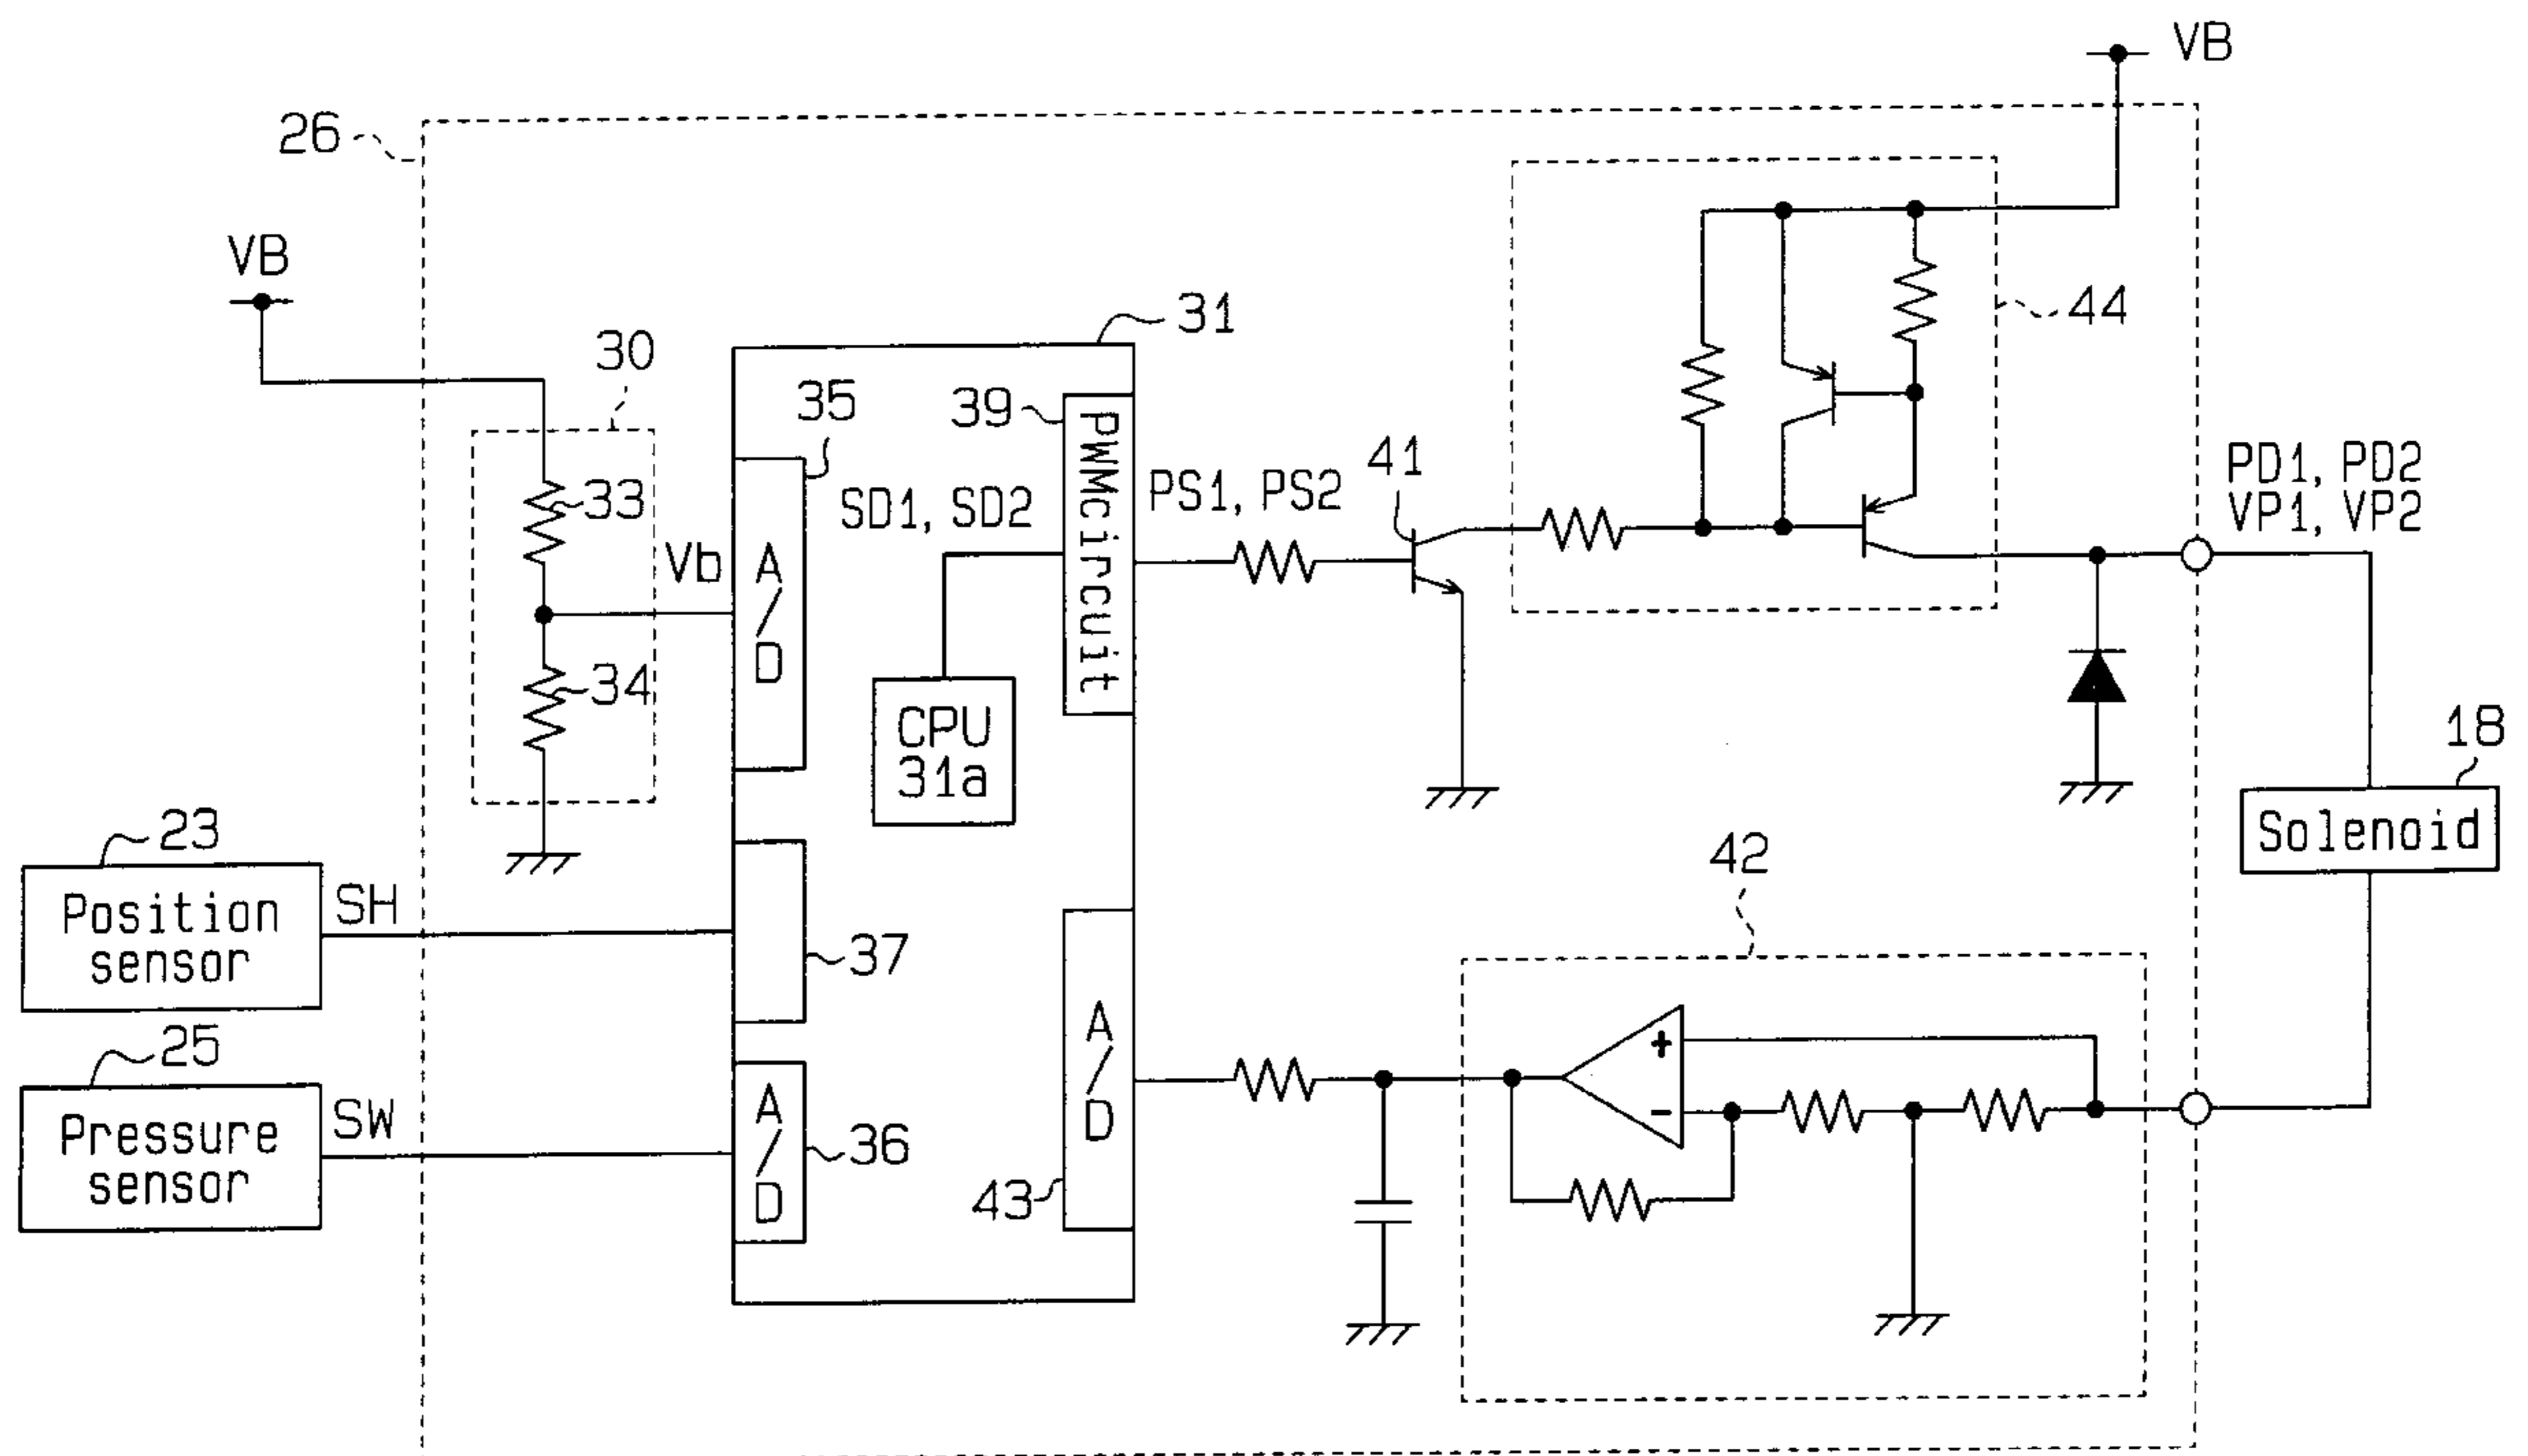 VB
26
VB
44
31
30
35
39
PWMcircuit
41
PD1, PD2
VP1, VP2
SD1, SD2
PS1, PS2
33
Vb
A/D
34
CPU
31a
18
Solenoid
23
Position
sensor
SH
37
42
25
Pressure
sensor
SW
A/D
36
A/D
43
+
-